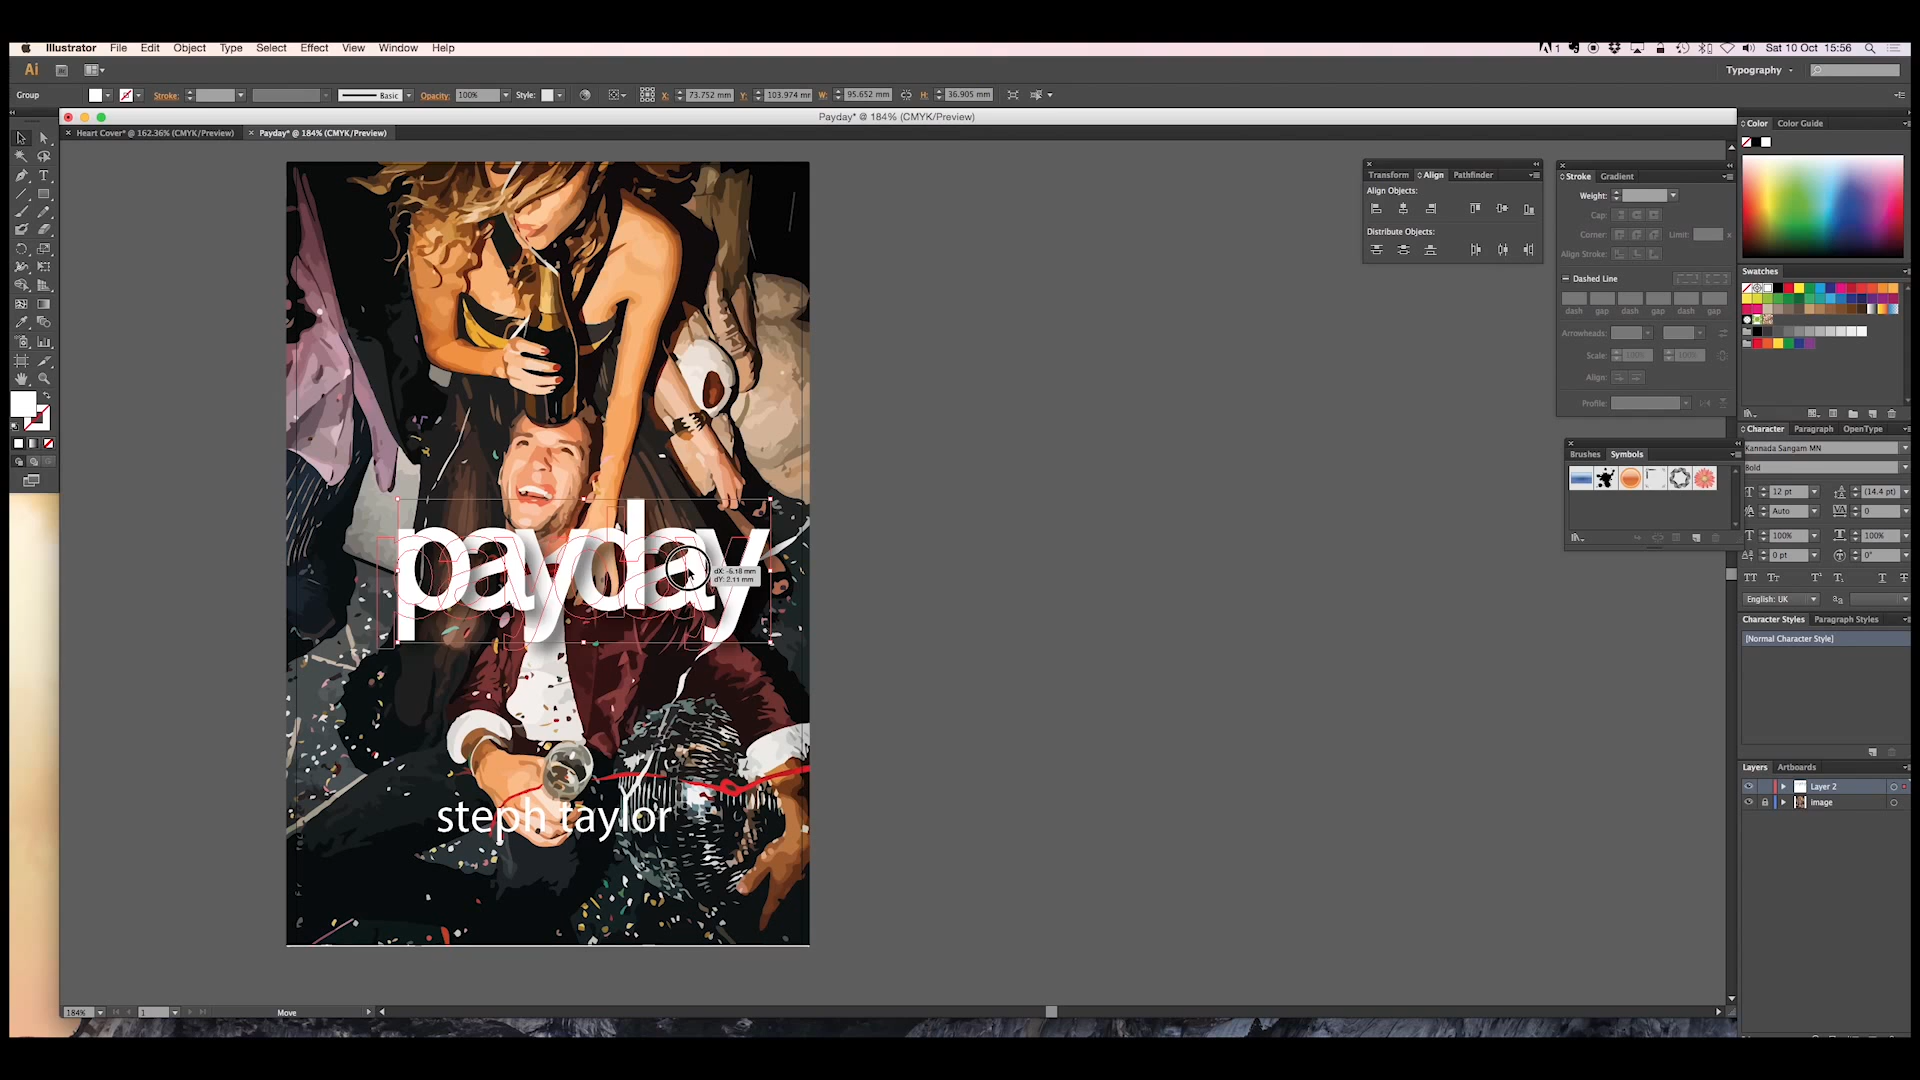 Illustrator File Edit Object Type Select Effect View Window Help
1 Sat 10 Oct 15:56
Ai Typography
Group Stroke: Basic Opacity: 100% Style: X: 73.752 mm Y: 103.974 mm W: 95.652 mm H: 36.905 mm
Payday* @ 184% (CMYK/Preview)
Heart Cover* @ 162.36% (CMYK/Preview) Payday* @ 184% (CMYK/Preview)
Color Color Guide
Transform Align Pathfinder
Align Objects:
Distribute Objects:
Stroke Gradient
Weight:
Cap:
Corner: Limit: x
Align Stroke:
Dashed Line
dash gap dash gap dash gap
Arrowheads:
Scale: 100% 100%
Align:
Profile:
Swatches
Brushes Symbols
Character Paragraph OpenType
Kannada Sangam MN
Bold
12 pt (14.4 pt)
Auto 0
100% 100%
0 pt 0°
English: UK
Character Styles Paragraph Styles
[Normal Character Style]
Layers Artboards
Layer 2
image
payday
dX: -5.18 mm
dY: 2.11 mm
steph taylor
184% 1 Move